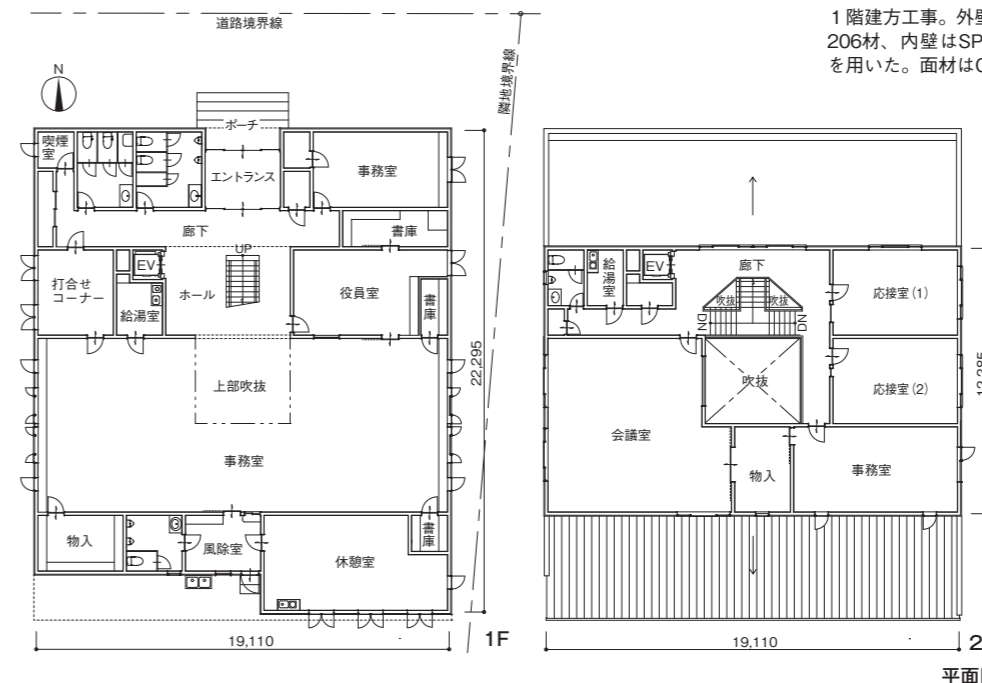 道路境界線
隣地境界線
1階建方工事。外壁
206材、内壁はSP
を用いた。面材は
N
ポーチ
喫煙
室
エントランス
事務室
廊下
書庫
UP
EV
打合せ
コーナー
ホール
給湯室
役員室
書庫
上部吹抜
22,295
事務室
物入
風除室
書庫
休憩室
19,110
1F
給
湯
室
EV
廊下
吹抜
吹抜
応接室(1)
DN
DN
吹抜
応接室(2)
会議室
物入
事務室
19,110
2
平面